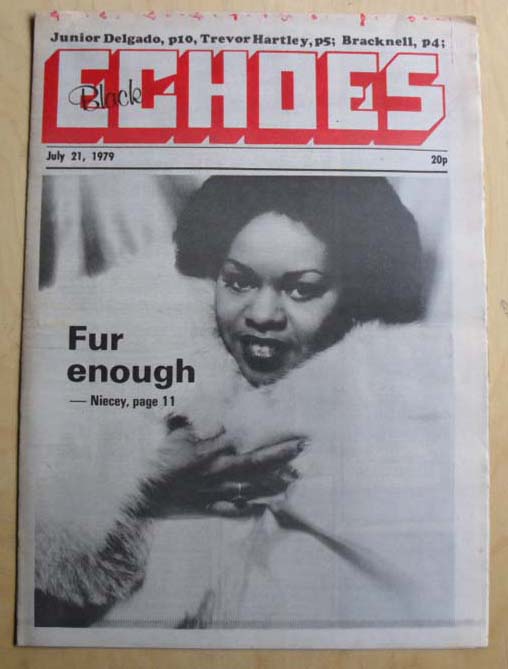 Junior Delgado, p10, Trevor Hartley, p5; Bracknell, p4;
Black ECHOES
July 21, 1979 20p
Fur
enough
— Niecey, page 11